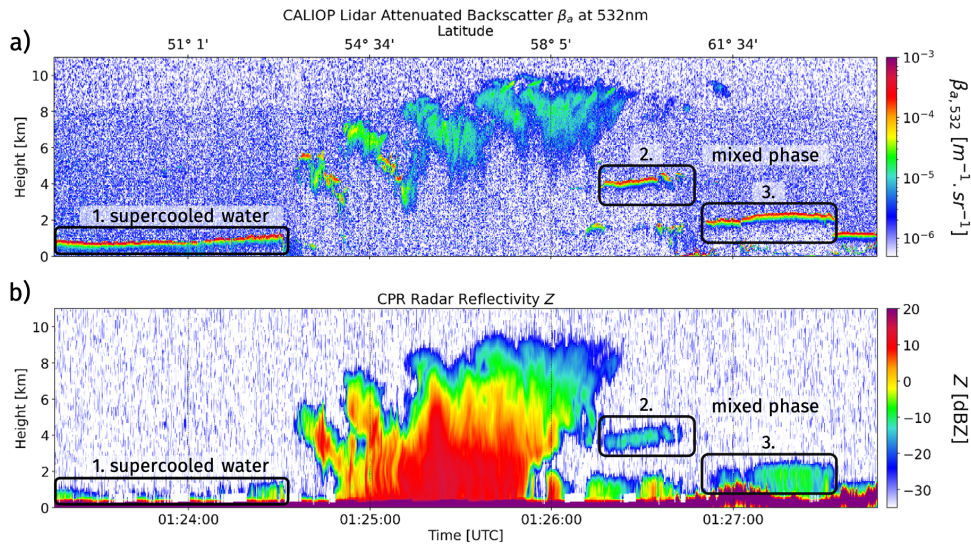 CALIOP Lidar Attenuated Backscatter βa at 532nm
Latitude
a)
51° 1' 54° 34' 58° 5' 61° 34'
10
8
6
4
2
0
Height [km]
1. supercooled water
2.
mixed phase
3.
10⁻³
10⁻⁴
10⁻⁵
10⁻⁶
βa,532 [m⁻¹.sr⁻¹]
b)
CPR Radar Reflectivity Z
10
8
6
4
2
0
Height [km]
1. supercooled water
2.
mixed phase
3.
20
10
0
−10
−20
−30
Z [dBZ]
01:24:00 01:25:00 01:26:00 01:27:00
Time [UTC]